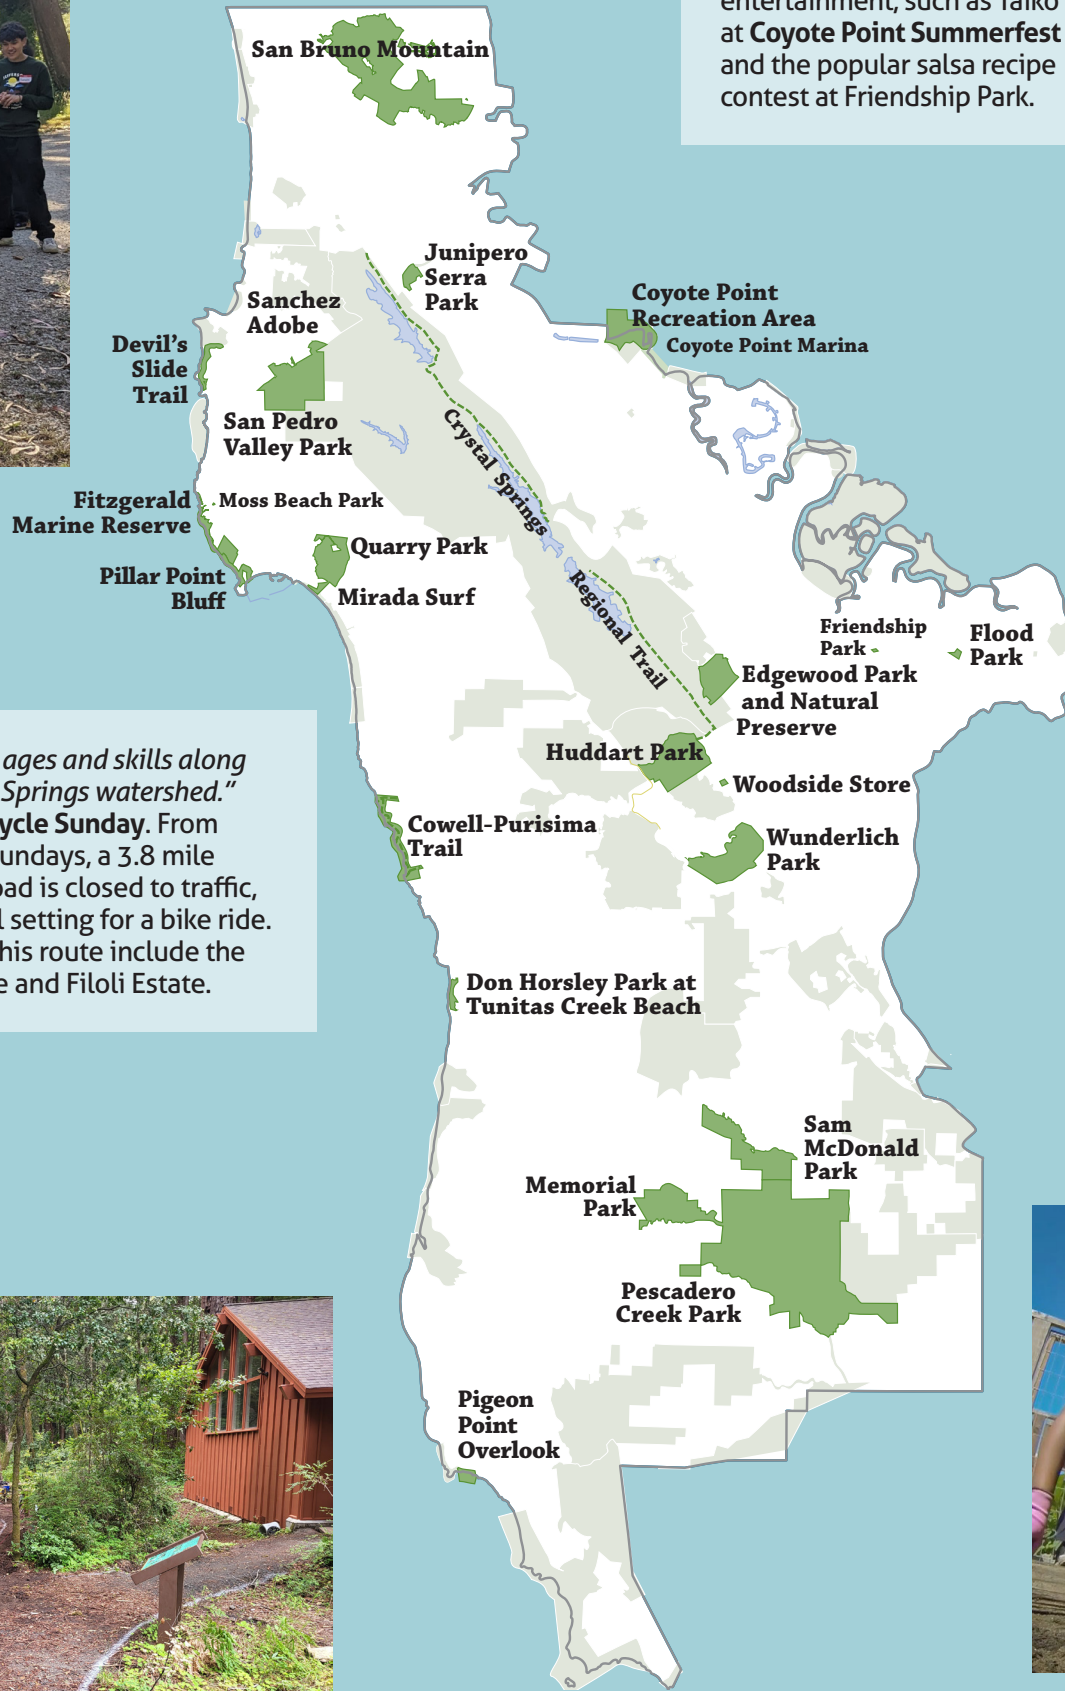 entertainment, such as Taiko
at Coyote Point Summerfest
and the popular salsa recipe
contest at Friendship Park.
San Bruno Mountain
Junipero
Serra
Park
Sanchez
Adobe
Coyote Point
Recreation Area
Coyote Point Marina
Devil's
Slide
Trail
San Pedro
Valley Park
Crystal Springs
Regional Trail
Fitzgerald
Marine Reserve
Moss Beach Park
Quarry Park
Pillar Point
Bluff
Mirada Surf
Friendship
Park
Flood
Park
Edgewood Park
and Natural
Preserve
Huddart Park
Woodside Store
ages and skills along
Springs watershed."
ycle Sunday. From
undays, a 3.8 mile
oad is closed to traffic,
l setting for a bike ride.
his route include the
e and Filoli Estate.
Cowell-Purisima
Trail
Wunderlich
Park
Don Horsley Park at
Tunitas Creek Beach
Sam
McDonald
Park
Memorial
Park
Pescadero
Creek Park
Pigeon
Point
Overlook